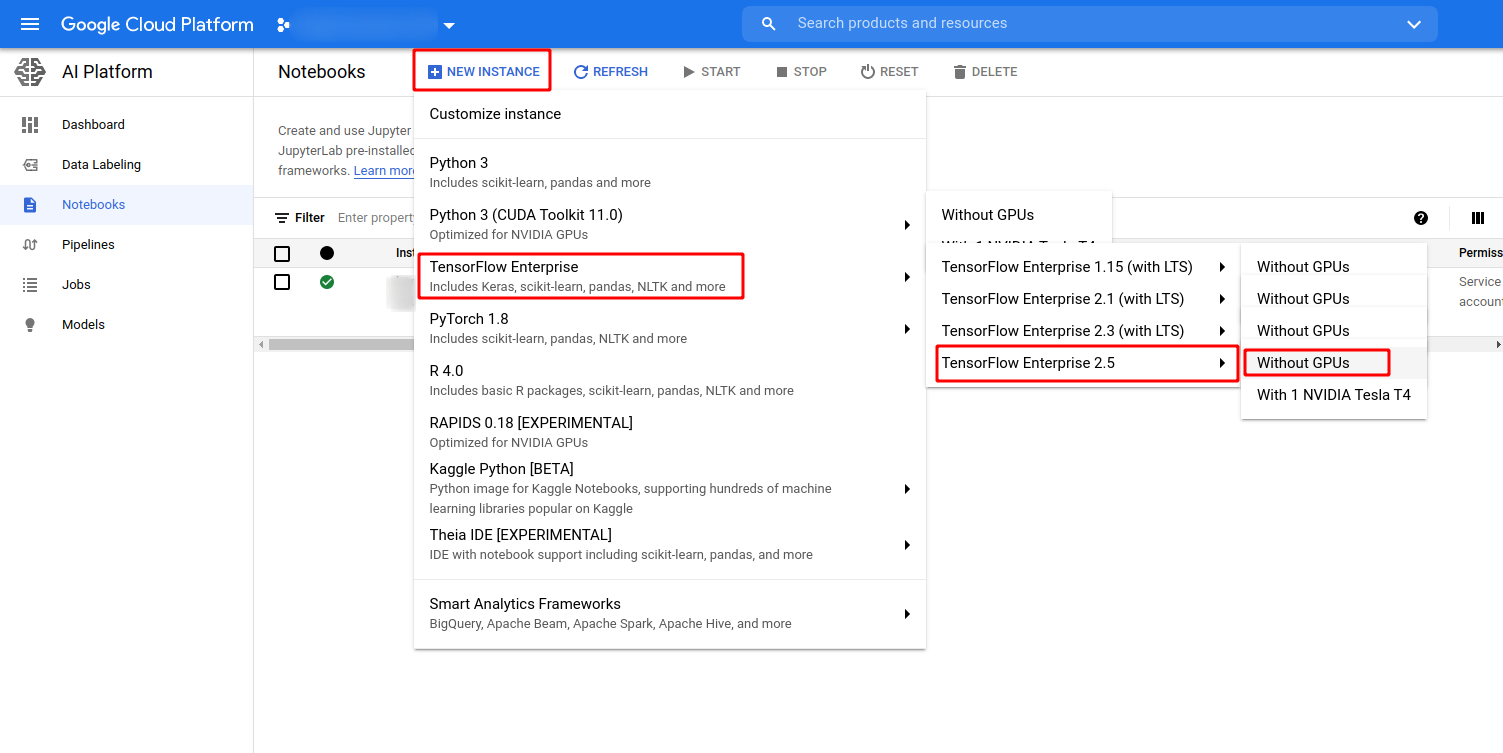 Google Cloud Platform
Search products and resources
AI Platform
Notebooks
NEW INSTANCE
REFRESH
START
STOP
RESET
DELETE
Dashboard
Data Labeling
Notebooks
Pipelines
Jobs
Models
Create and use Jupyter
JupyterLab pre-installed
frameworks. Learn more
Filter
Enter property
Inst
Permiss
Service
account
Customize instance
Python 3
Includes scikit-learn, pandas and more
Python 3 (CUDA Toolkit 11.0)
Optimized for NVIDIA GPUs
TensorFlow Enterprise
Includes Keras, scikit-learn, pandas, NLTK and more
PyTorch 1.8
Includes scikit-learn, pandas, NLTK and more
R 4.0
Includes basic R packages, scikit-learn, pandas, NLTK and more
RAPIDS 0.18 [EXPERIMENTAL]
Optimized for NVIDIA GPUs
Kaggle Python [BETA]
Python image for Kaggle Notebooks, supporting hundreds of machine
learning libraries popular on Kaggle
Theia IDE [EXPERIMENTAL]
IDE with notebook support including scikit-learn, pandas, and more
Smart Analytics Frameworks
BigQuery, Apache Beam, Apache Spark, Apache Hive, and more
Without GPUs
With 1 NVIDIA Tesla T4
TensorFlow Enterprise 1.15 (with LTS)
TensorFlow Enterprise 2.1 (with LTS)
TensorFlow Enterprise 2.3 (with LTS)
TensorFlow Enterprise 2.5
Without GPUs
Without GPUs
Without GPUs
Without GPUs
With 1 NVIDIA Tesla T4